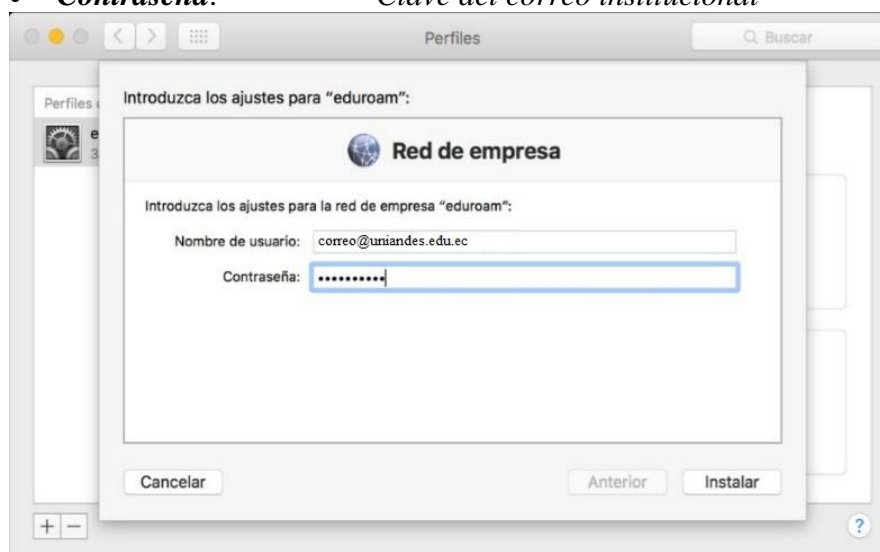 • Contraseña: Clave del correo institucional
Perfiles
Buscar
Perfiles
Introduzca los ajustes para “eduroam”:
e
3
Red de empresa
Introduzca los ajustes para la red de empresa “eduroam”:
Nombre de usuario: correo@uniandes.edu.ec
Contraseña: ••••••••••
Cancelar
Anterior
Instalar
+ −
?